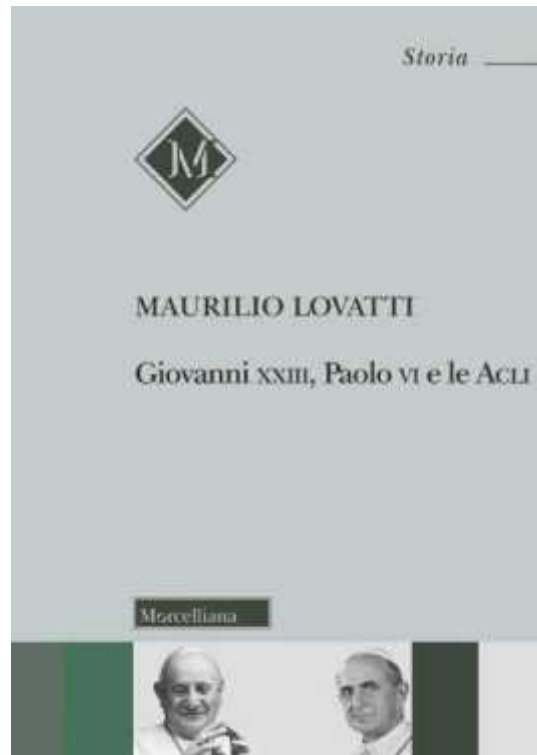 Storia
M
MAURILIO LOVATTI
Giovanni XXIII, Paolo VI e le ACLI
Morcelliana